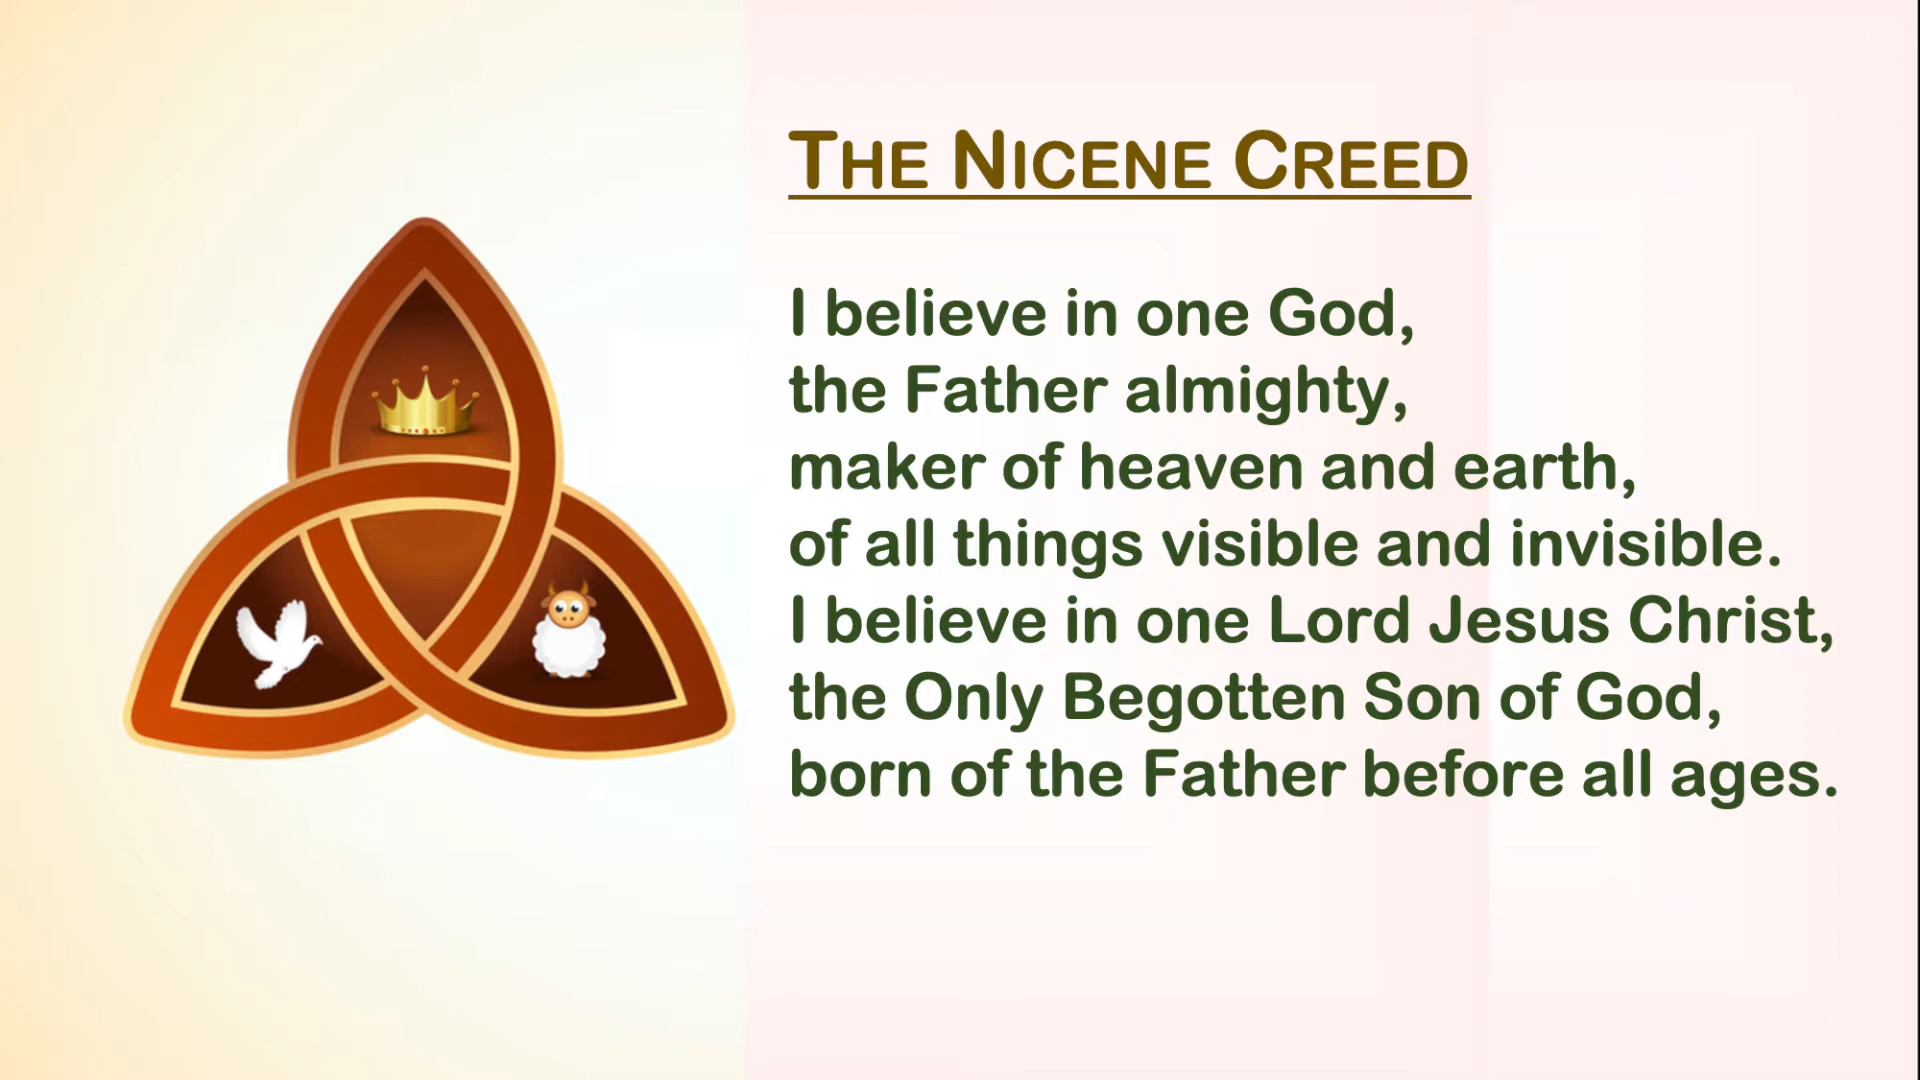 THE NICENE CREED
I believe in one God,
the Father almighty,
maker of heaven and earth,
of all things visible and invisible.
I believe in one Lord Jesus Christ,
the Only Begotten Son of God,
born of the Father before all ages.